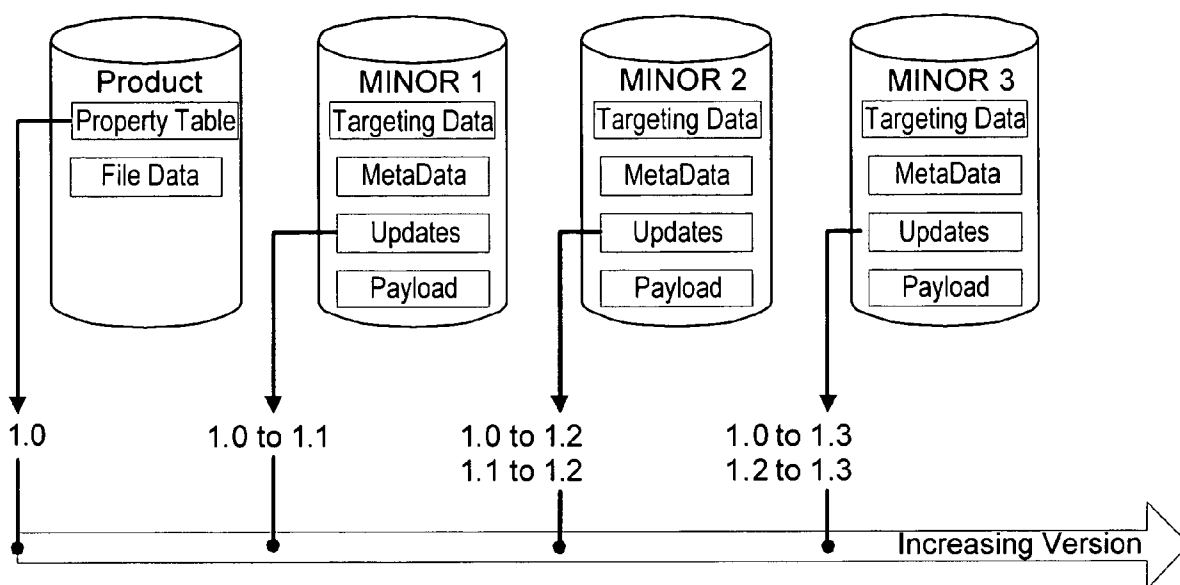 Product
Property Table
File Data
MINOR 1
Targeting Data
MetaData
Updates
Payload
MINOR 2
Targeting Data
MetaData
Updates
Payload
MINOR 3
Targeting Data
MetaData
Updates
Payload
1.0
1.0 to 1.1
1.0 to 1.2
1.1 to 1.2
1.0 to 1.3
1.2 to 1.3
Increasing Version